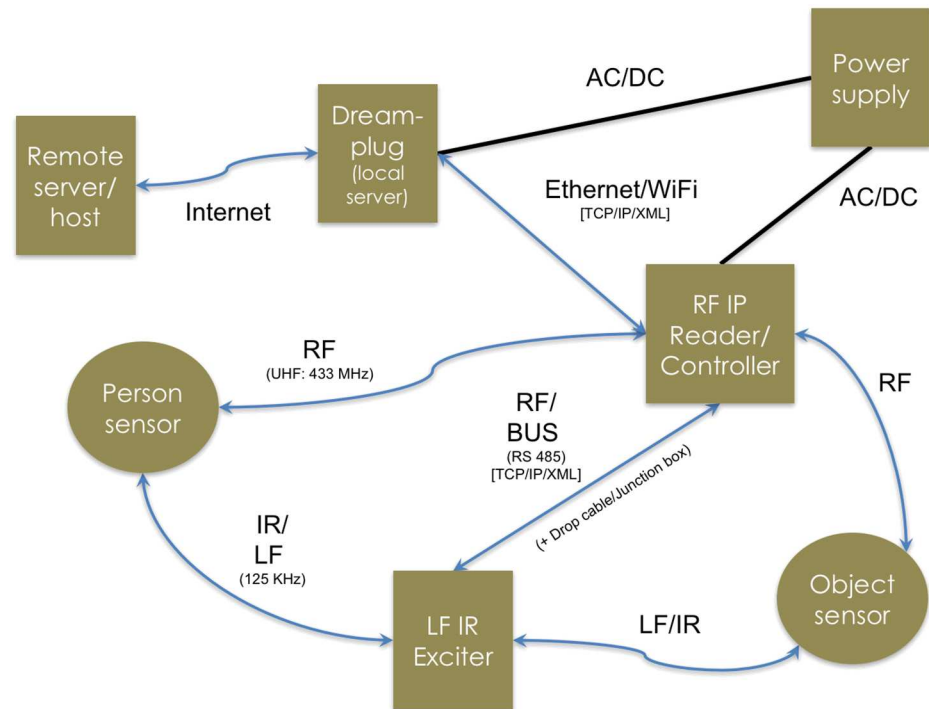 Power
supply
AC/DC
Dream-
plug
(local
server)
Remote
server/
host
Internet
Ethernet/WiFi
[TCP/IP/XML]
AC/DC
RF IP
Reader/
Controller
RF
(UHF: 433 MHz)
Person
sensor
RF
RF/
BUS
(RS 485)
[TCP/IP/XML]
(+ Drop cable/Junction box)
IR/
LF
(125 KHz)
LF IR
Exciter
LF/IR
Object
sensor